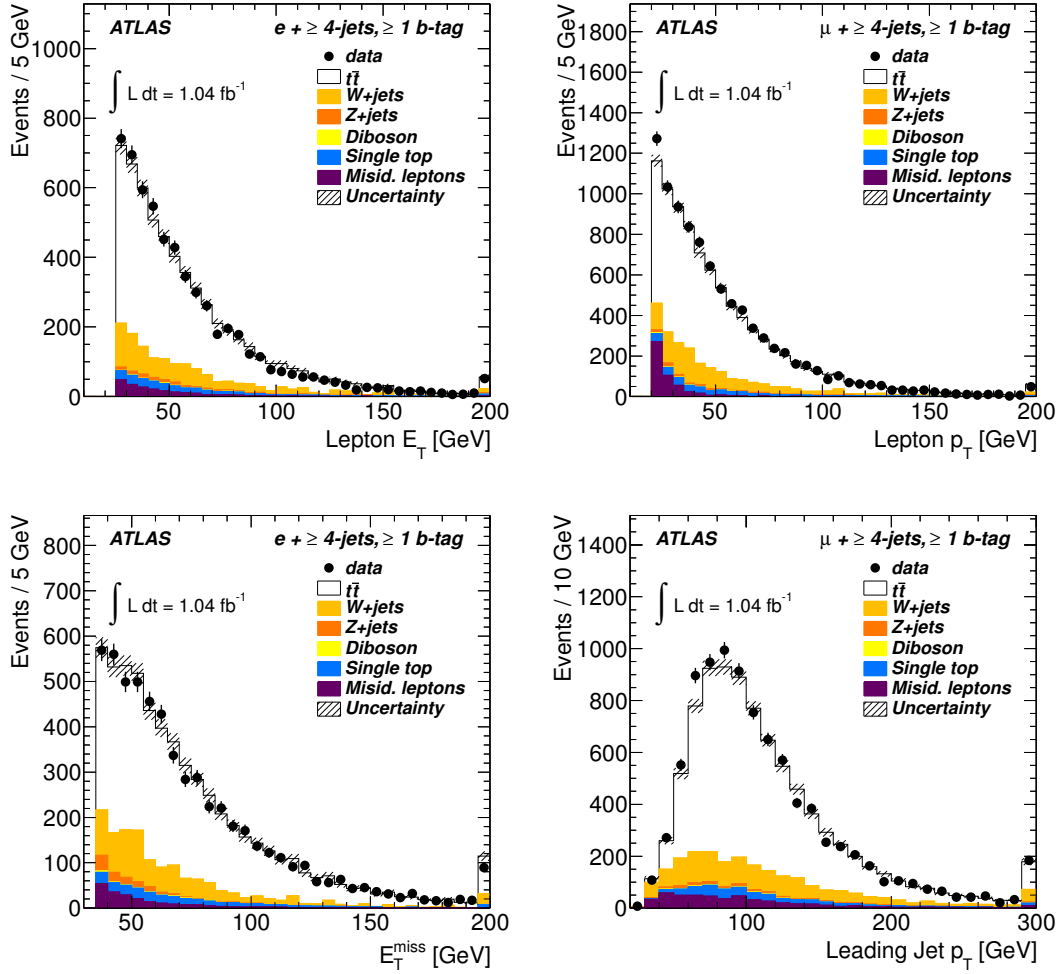 Events / 5 GeV
ATLAS
e + ≥ 4-jets, ≥ 1 b-tag
∫ L dt = 1.04 fb⁻¹
data
tt̄
W+jets
Z+jets
Diboson
Single top
Misid. leptons
Uncertainty
1000
800
600
400
200
0
50 100 150 200
Lepton E_T [GeV]
Events / 5 GeV
ATLAS
μ + ≥ 4-jets, ≥ 1 b-tag
∫ L dt = 1.04 fb⁻¹
data
tt̄
W+jets
Z+jets
Diboson
Single top
Misid. leptons
Uncertainty
1800
1600
1400
1200
1000
800
600
400
200
0
50 100 150 200
Lepton p_T [GeV]
Events / 5 GeV
ATLAS
e + ≥ 4-jets, ≥ 1 b-tag
∫ L dt = 1.04 fb⁻¹
data
tt̄
W+jets
Z+jets
Diboson
Single top
Misid. leptons
Uncertainty
800
700
600
500
400
300
200
100
0
50 100 150 200
E_T^miss [GeV]
Events / 10 GeV
ATLAS
μ + ≥ 4-jets, ≥ 1 b-tag
∫ L dt = 1.04 fb⁻¹
data
tt̄
W+jets
Z+jets
Diboson
Single top
Misid. leptons
Uncertainty
1400
1200
1000
800
600
400
200
0
100 200 300
Leading Jet p_T [GeV]